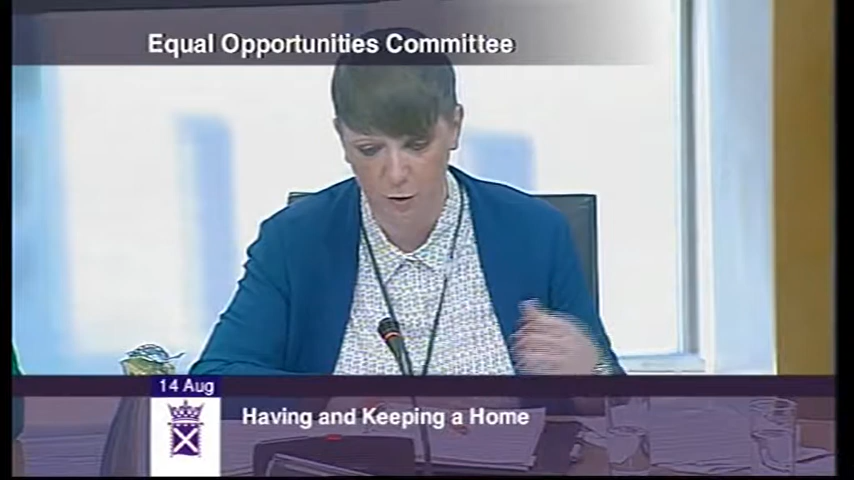 Equal Opportunities Committee
14 Aug
Having and Keeping a Home